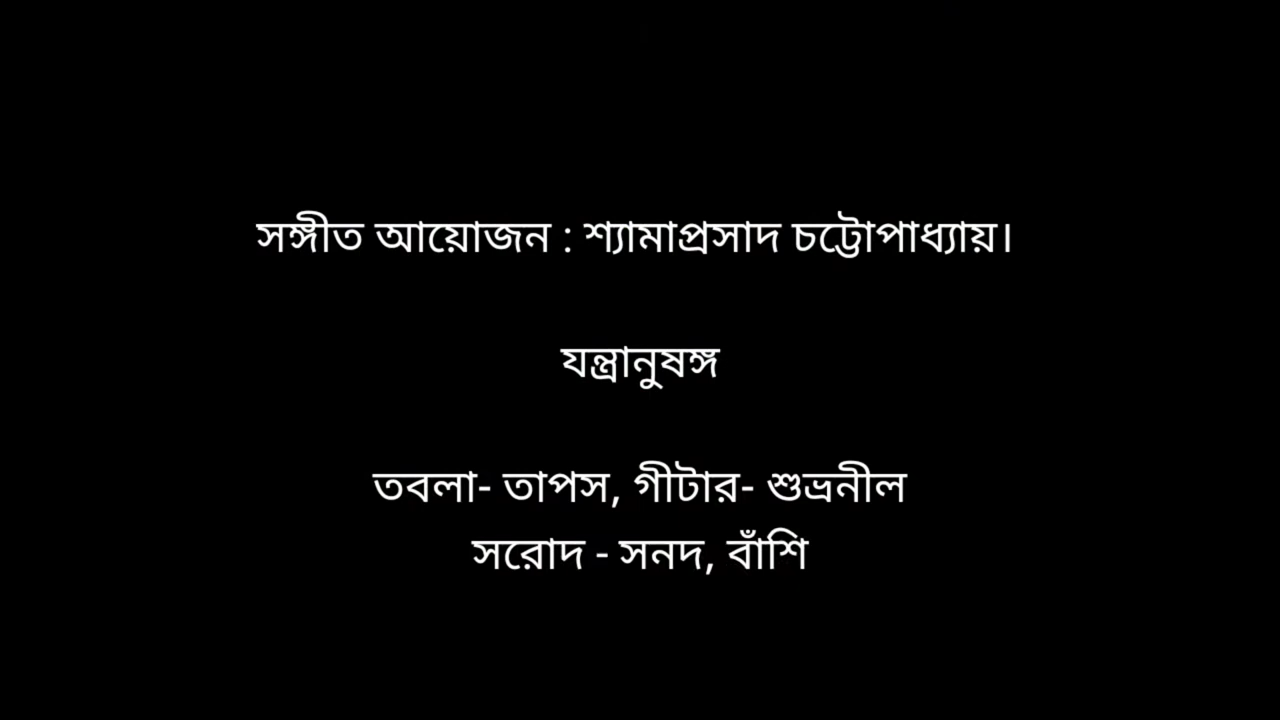 সঙ্গীত আয়োজন : শ্যামাপ্রসাদ চট্টোপাধ্যায়।
যন্ত্রানুষঙ্গ
তবলা- তাপস, গীটার- শুভ্রনীল
সরোদ - সনদ, বাঁশি